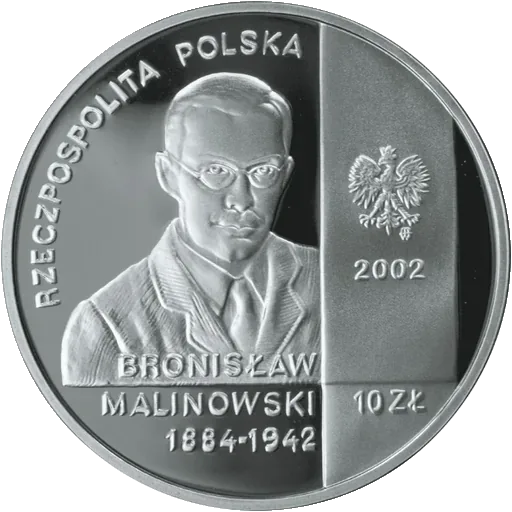 RZECZPOSPOLITA POLSKA
2002
BRONISŁAW
MALINOWSKI
1884-1942
10 ZŁ